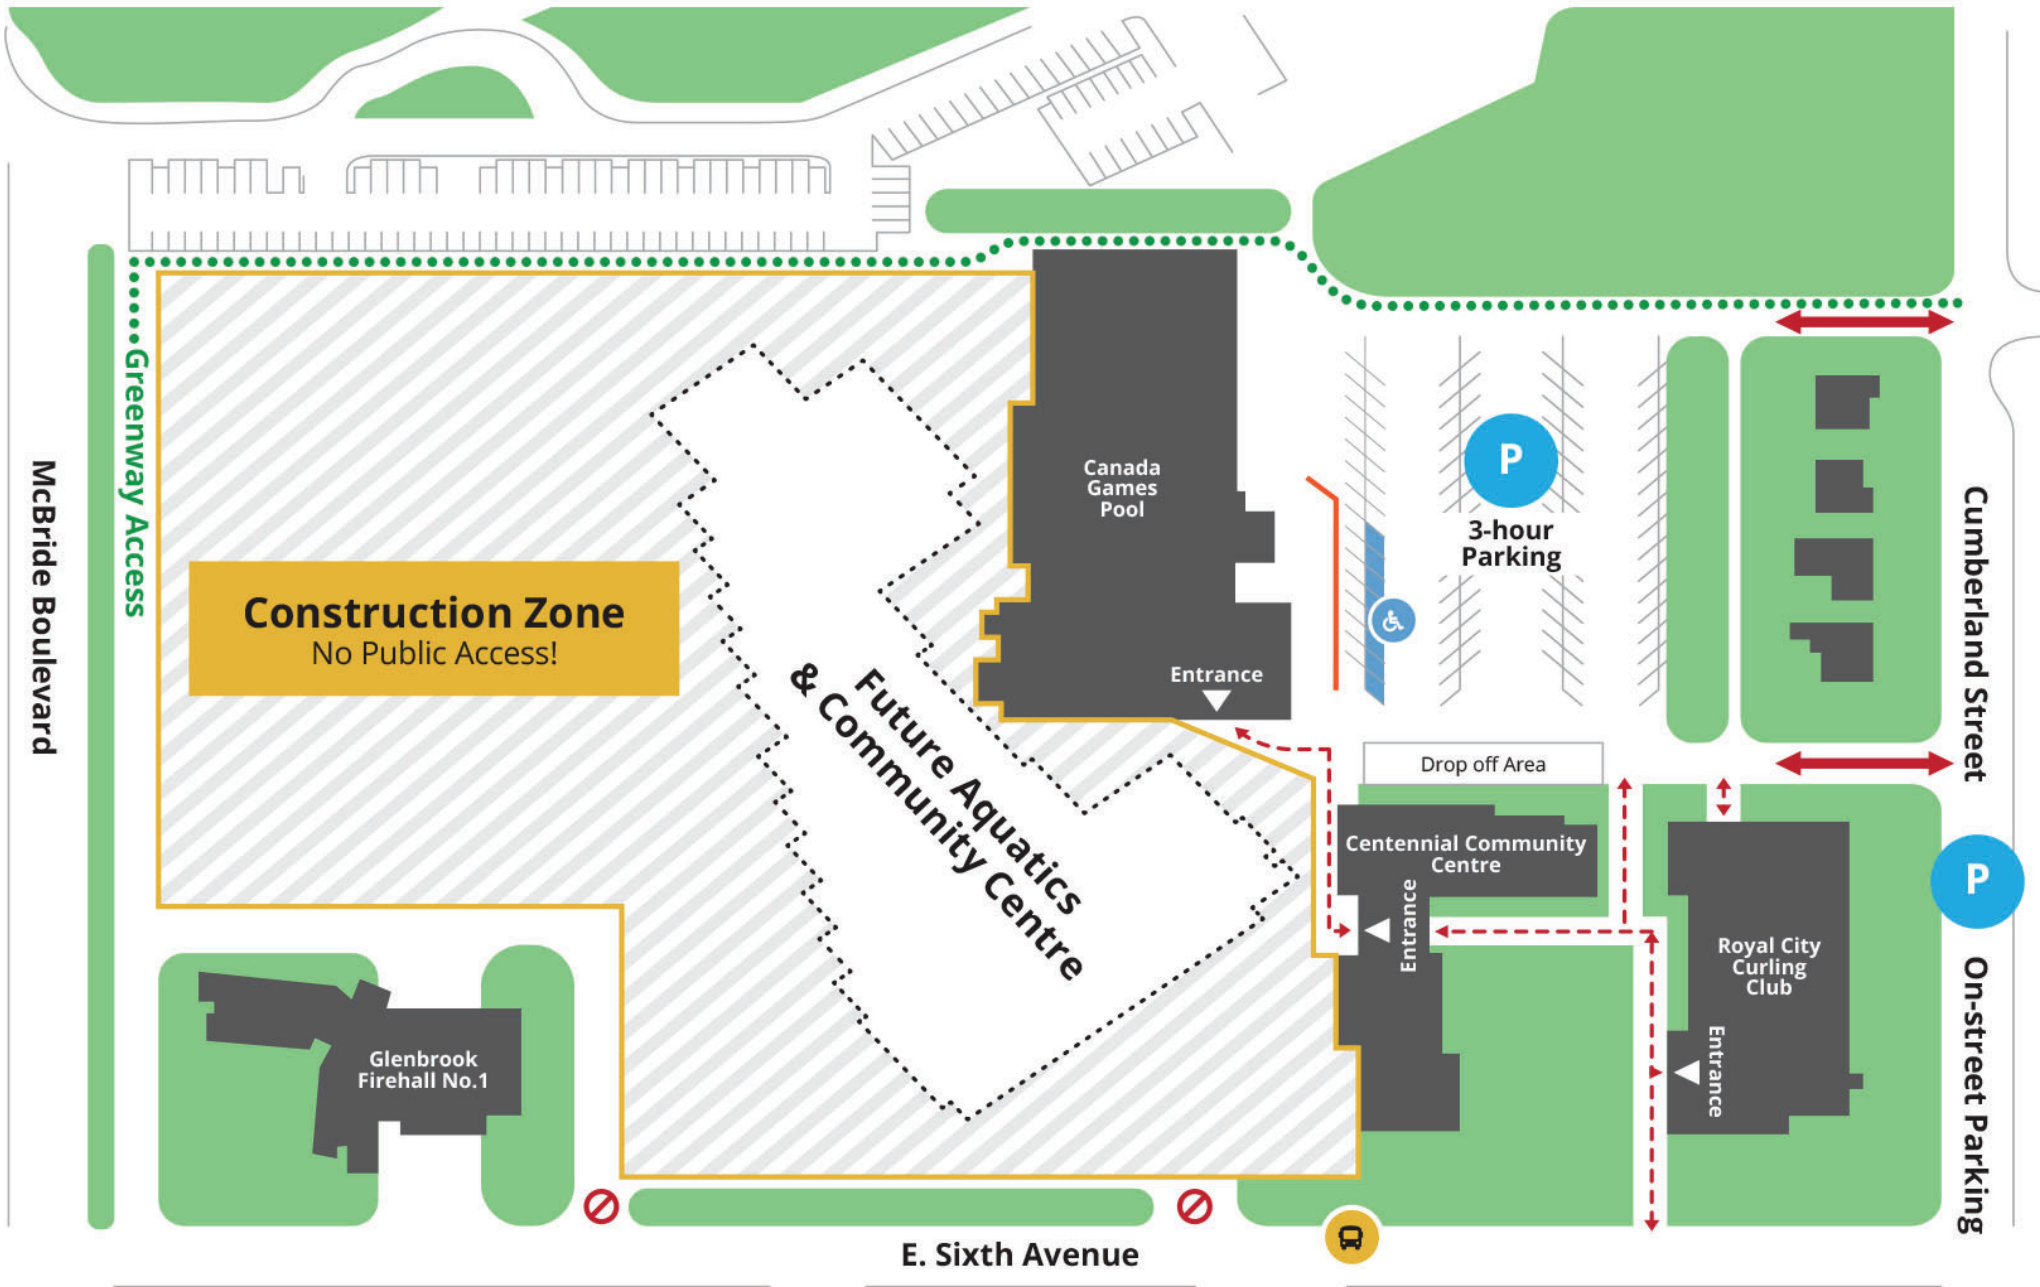 McBride Boulevard
Greenway Access
Construction Zone
No Public Access!
Future Aquatics
& Community Centre
Canada
Games
Pool
Entrance
P
3-hour
Parking
Drop off Area
Centennial Community
Centre
Entrance
Royal City
Curling
Club
Entrance
Cumberland Street
P
On-street Parking
Glenbrook
Firehall No.1
E. Sixth Avenue